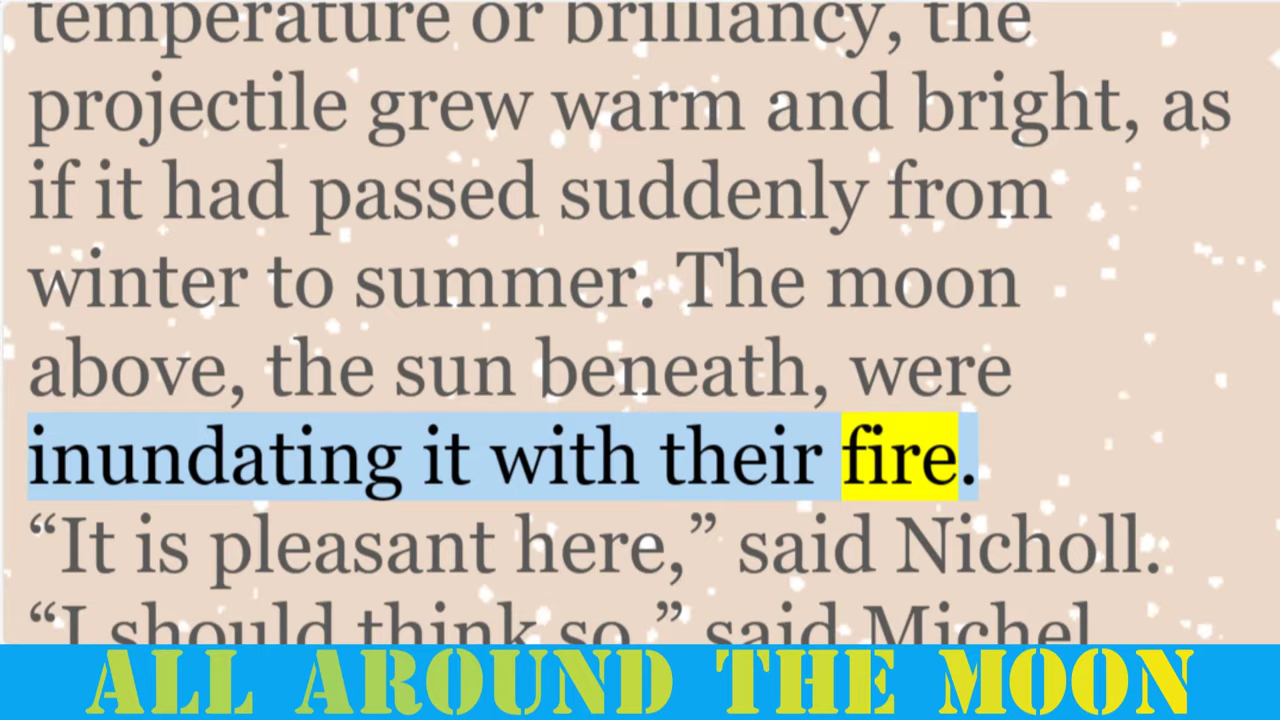 temperature or brilliancy, the
projectile grew warm and bright, as
if it had passed suddenly from
winter to summer. The moon
above, the sun beneath, were
inundating it with their fire.
“It is pleasant here,” said Nicholl.
“I should think so,” said Michel
ALL AROUND THE MOON